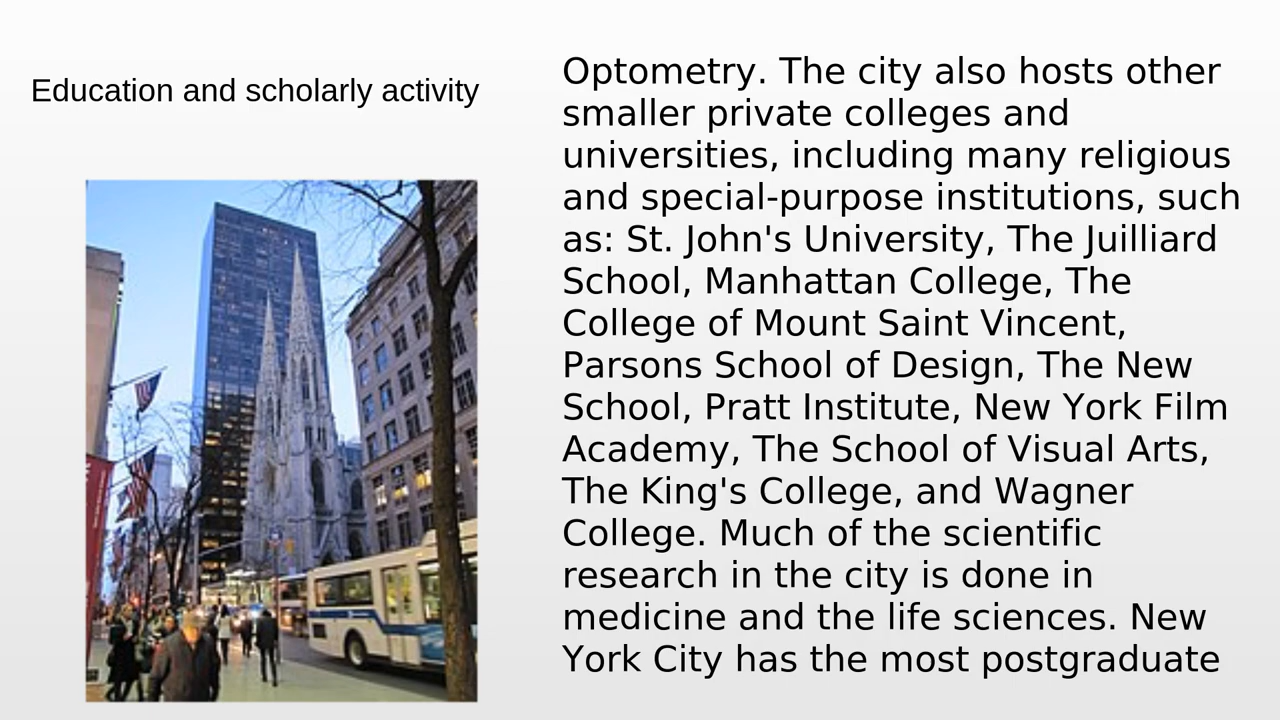 Education and scholarly activity
Optometry. The city also hosts other
smaller private colleges and
universities, including many religious
and special-purpose institutions, such
as: St. John's University, The Juilliard
School, Manhattan College, The
College of Mount Saint Vincent,
Parsons School of Design, The New
School, Pratt Institute, New York Film
Academy, The School of Visual Arts,
The King's College, and Wagner
College. Much of the scientific
research in the city is done in
medicine and the life sciences. New
York City has the most postgraduate